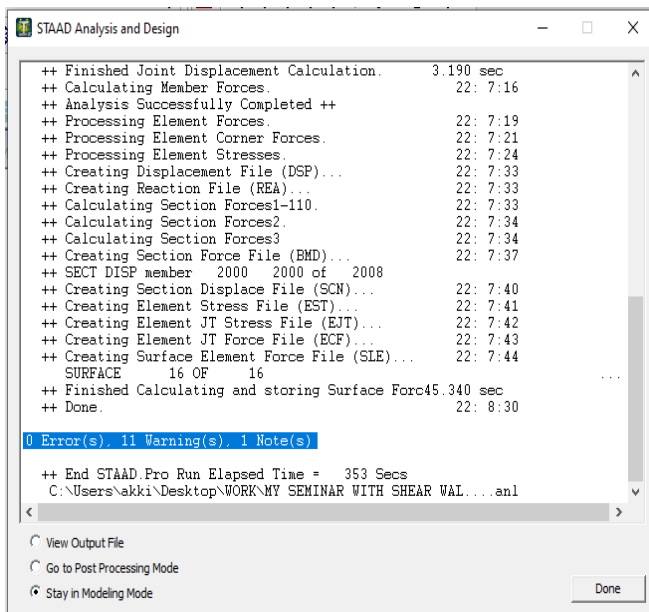 STAAD Analysis and Design
++ Finished Joint Displacement Calculation. 3.190 sec
++ Calculating Member Forces. 22: 7:16
++ Analysis Successfully Completed ++
++ Processing Element Forces. 22: 7:19
++ Processing Element Corner Forces. 22: 7:21
++ Processing Element Stresses. 22: 7:24
++ Creating Displacement File (DSP)... 22: 7:33
++ Creating Reaction File (REA)... 22: 7:33
++ Calculating Section Forces1-110. 22: 7:33
++ Calculating Section Forces2. 22: 7:34
++ Calculating Section Forces3 22: 7:34
++ Creating Section Force File (BMD)... 22: 7:37
++ SECT DISP member 2000 2000 of 2008
++ Creating Section Displace File (SCN)... 22: 7:40
++ Creating Element Stress File (EST)... 22: 7:41
++ Creating Element JT Stress File (EJT)... 22: 7:42
++ Creating Element JT Force File (ECF)... 22: 7:43
++ Creating Surface Element Force File (SLE)... 22: 7:44
SURFACE 16 OF 16 ...
++ Finished Calculating and storing Surface Forc45.340 sec
++ Done. 22: 8:30
0 Error(s), 11 Warning(s), 1 Note(s)
++ End STAAD.Pro Run Elapsed Time = 353 Secs
C:\Users\akki\Desktop\WORK\MY SEMINAR WITH SHEAR WAL....anl
View Output File
Go to Post Processing Mode
Stay in Modeling Mode
Done